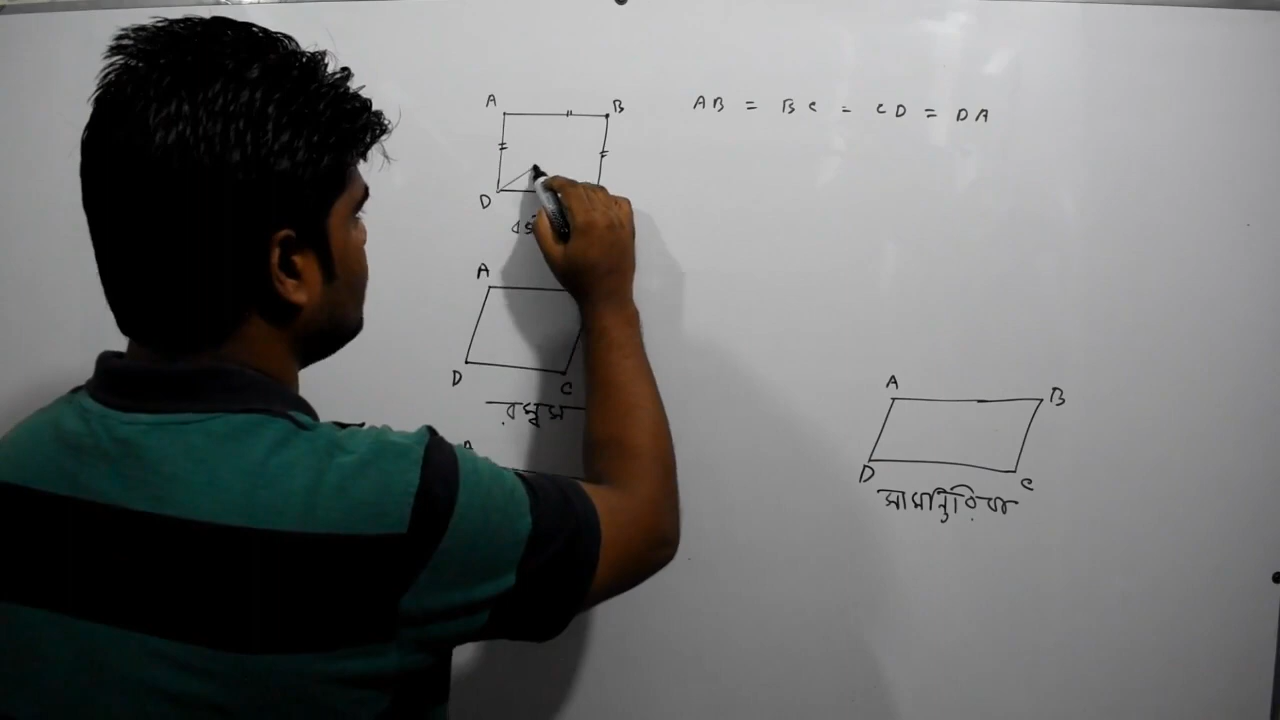 A B
AB = BC = CD = DA
D
A
D C
রম্বস
A
A B
D C
সামান্তরিক